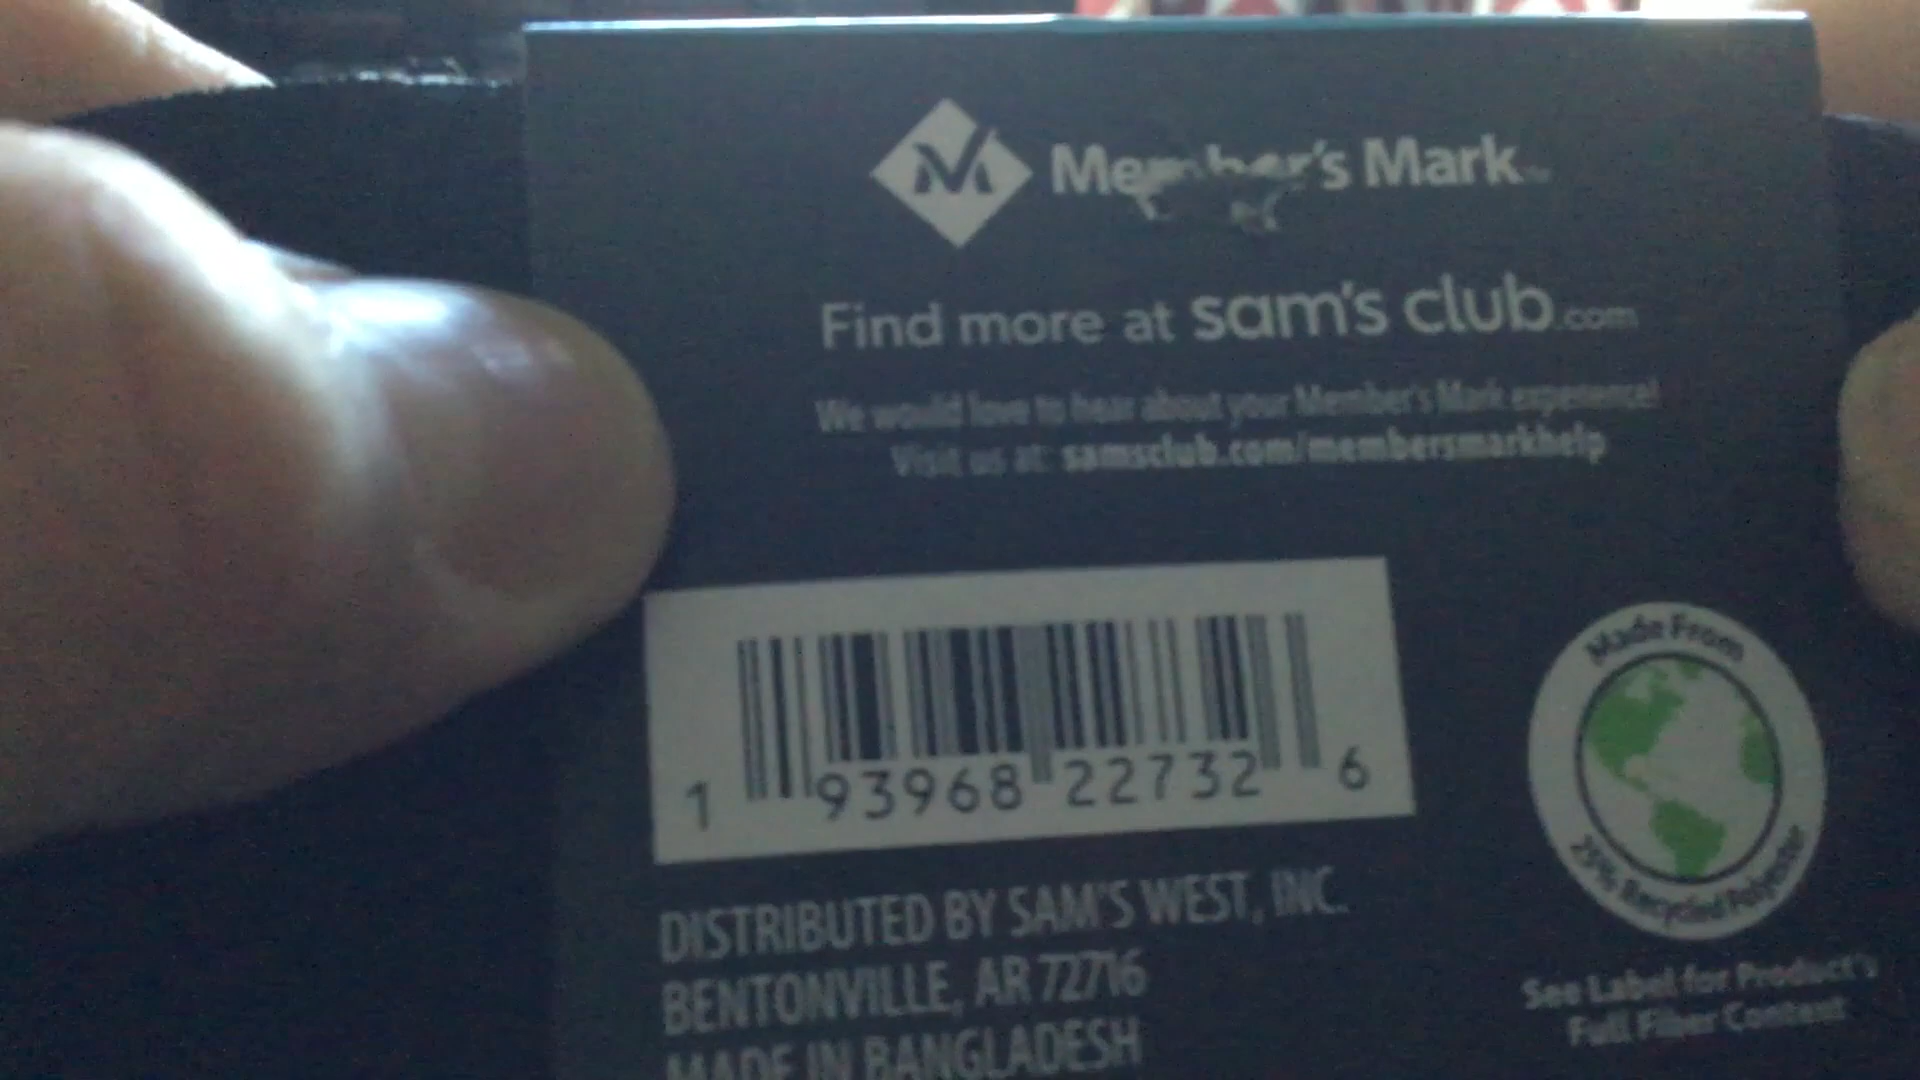 Member's Mark
Find more at sam's club.com
We would love to hear about your Member's Mark experience!
Visit us at: samsclub.com/membersmarkhelp
1 93968 22732 6
DISTRIBUTED BY SAM'S WEST, INC.
BENTONVILLE, AR 72716
MADE IN BANGLADESH
Made From
25% Recycled Polyester
See Label for Product's
Full Fiber Content